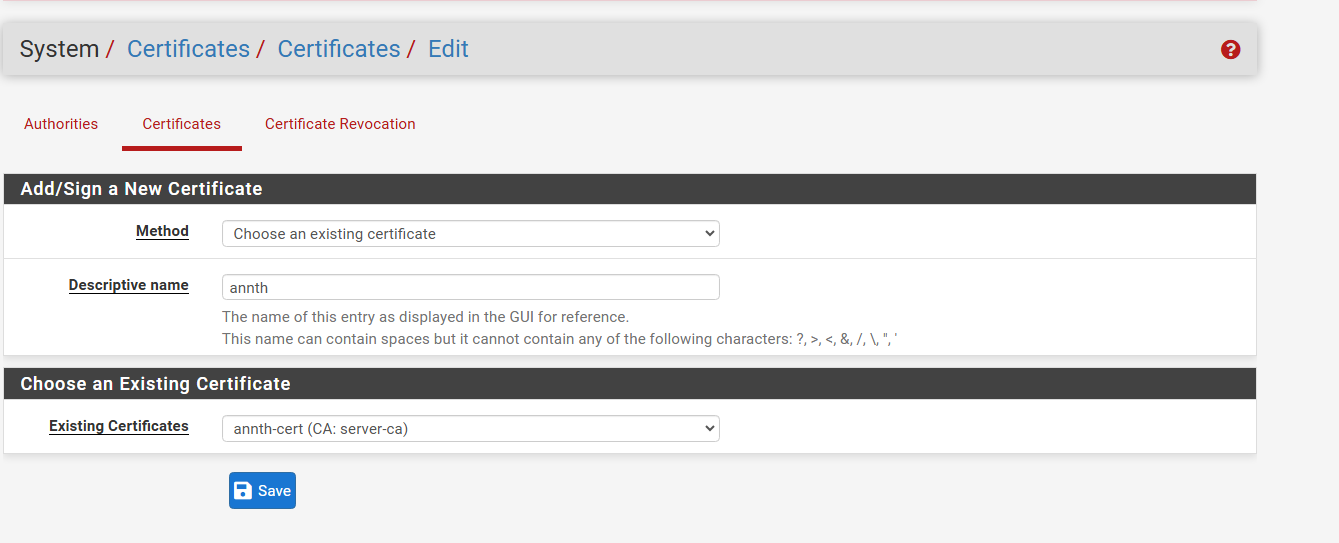 System / Certificates / Certificates / Edit
?
Authorities Certificates Certificate Revocation
Add/Sign a New Certificate
Method Choose an existing certificate
Descriptive name annth
The name of this entry as displayed in the GUI for reference.
This name can contain spaces but it cannot contain any of the following characters: ?, >, <, &, /, \, ", '
Choose an Existing Certificate
Existing Certificates annth-cert (CA: server-ca)
Save